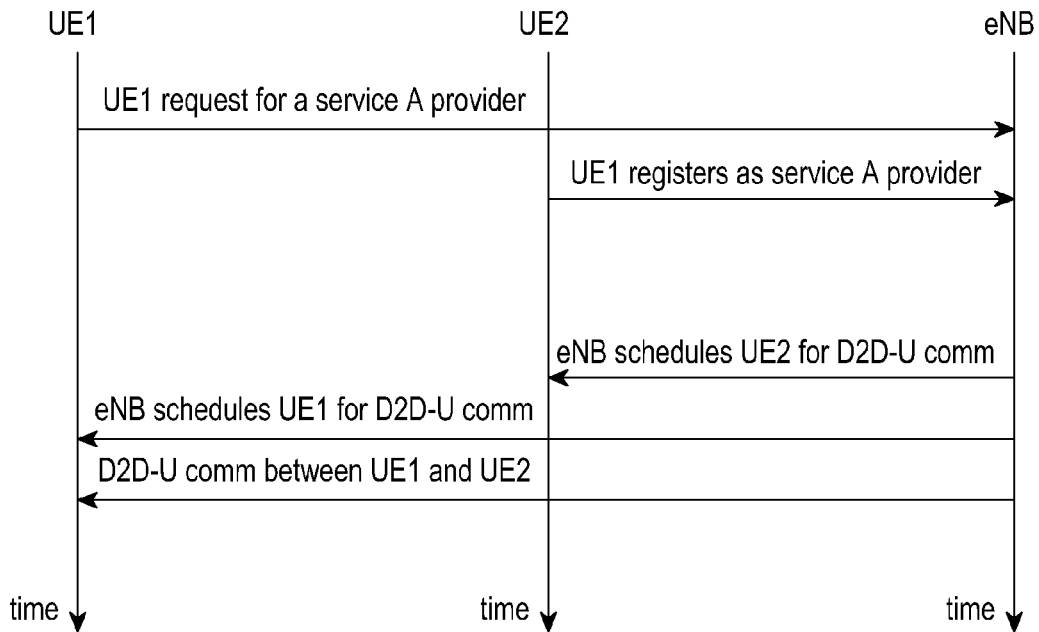 UE1 UE2 eNB
UE1 request for a service A provider
UE1 registers as service A provider
eNB schedules UE2 for D2D-U comm
eNB schedules UE1 for D2D-U comm
D2D-U comm between UE1 and UE2
time time time